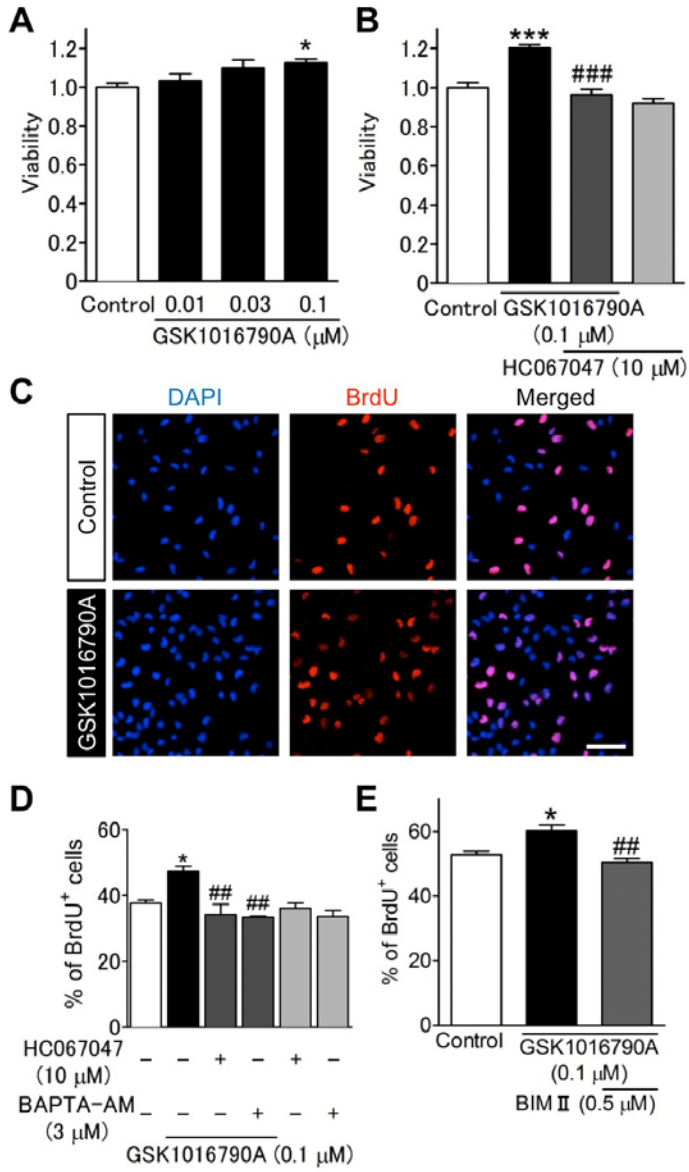 A
Viability
1.2
1.0
0.8
0.6
0.4
0.2
0
*
Control 0.01 0.03 0.1
GSK1016790A (μM)
B
Viability
1.2
1.0
0.8
0.6
0.4
0.2
0
***
###
Control GSK1016790A
(0.1 μM)
HC067047 (10 μM)
C
DAPI BrdU Merged
Control
GSK1016790A
D
% of BrdU+ cells
60
40
20
0
*
##
##
HC067047
(10 μM)
– – + – + –
BAPTA-AM
(3 μM)
– – – + – +
GSK1016790A (0.1 μM)
E
% of BrdU+ cells
60
40
20
0
*
##
Control
GSK1016790A
(0.1 μM)
BIM II (0.5 μM)